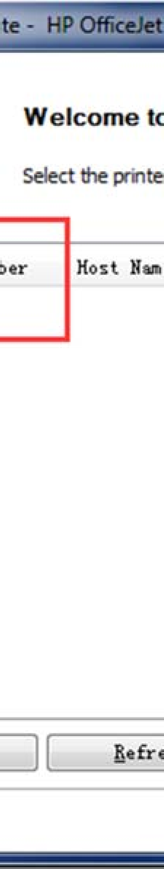 te - HP OfficeJet
Welcome to
Select the printe
ber Host Nam
Refre